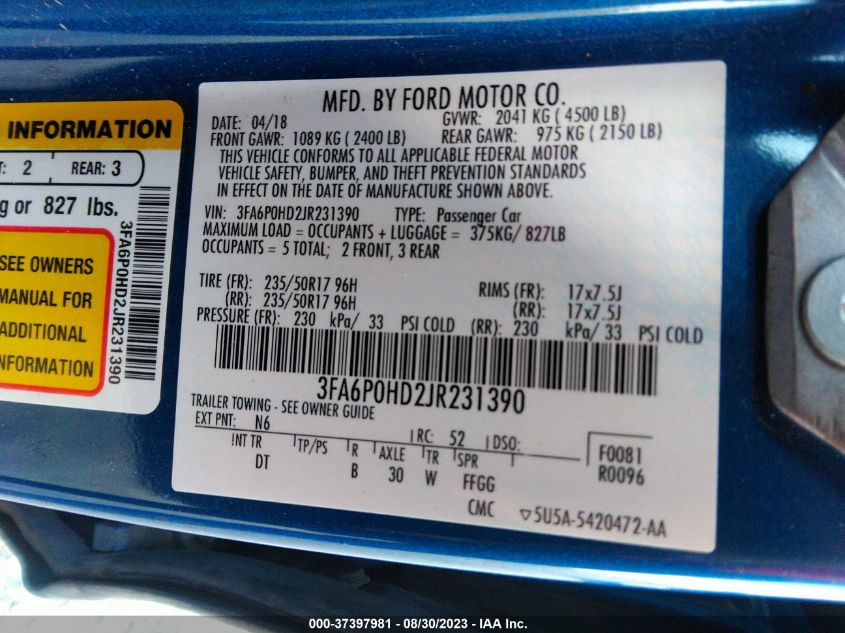 INFORMATION
2 REAR: 3
g or 827 lbs.
SEE OWNERS
MANUAL FOR
ADDITIONAL
INFORMATION
3FA6P0HD2JR231390
MFD. BY FORD MOTOR CO.
DATE: 04/18 GVWR: 2041 KG ( 4500 LB)
FRONT GAWR: 1089 KG ( 2400 LB) REAR GAWR: 975 KG ( 2150 LB)
THIS VEHICLE CONFORMS TO ALL APPLICABLE FEDERAL MOTOR
VEHICLE SAFETY, BUMPER, AND THEFT PREVENTION STANDARDS
IN EFFECT ON THE DATE OF MANUFACTURE SHOWN ABOVE.
VIN: 3FA6P0HD2JR231390 TYPE: Passenger Car
MAXIMUM LOAD = OCCUPANTS + LUGGAGE = 375KG/ 827LB
OCCUPANTS = 5 TOTAL; 2 FRONT, 3 REAR
TIRE (FR): 235/50R17 96H RIMS (FR): 17x7.5J
(RR): 235/50R17 96H (RR): 17x7.5J
PRESSURE (FR): 230 kPa/ 33 PSI COLD (RR): 230 kPa/ 33 PSI COLD
3FA6P0HD2JR231390
TRAILER TOWING - SEE OWNER GUIDE
EXT PNT: N6 RC: 52 DSO:
INT TR TP/PS R AXLE TR SPR F0081
DT B 30 W FFGG R0096
CMC ▽5U5A-5420472-AA
000-37397981 / 08/30/2023 - IAA Inc.